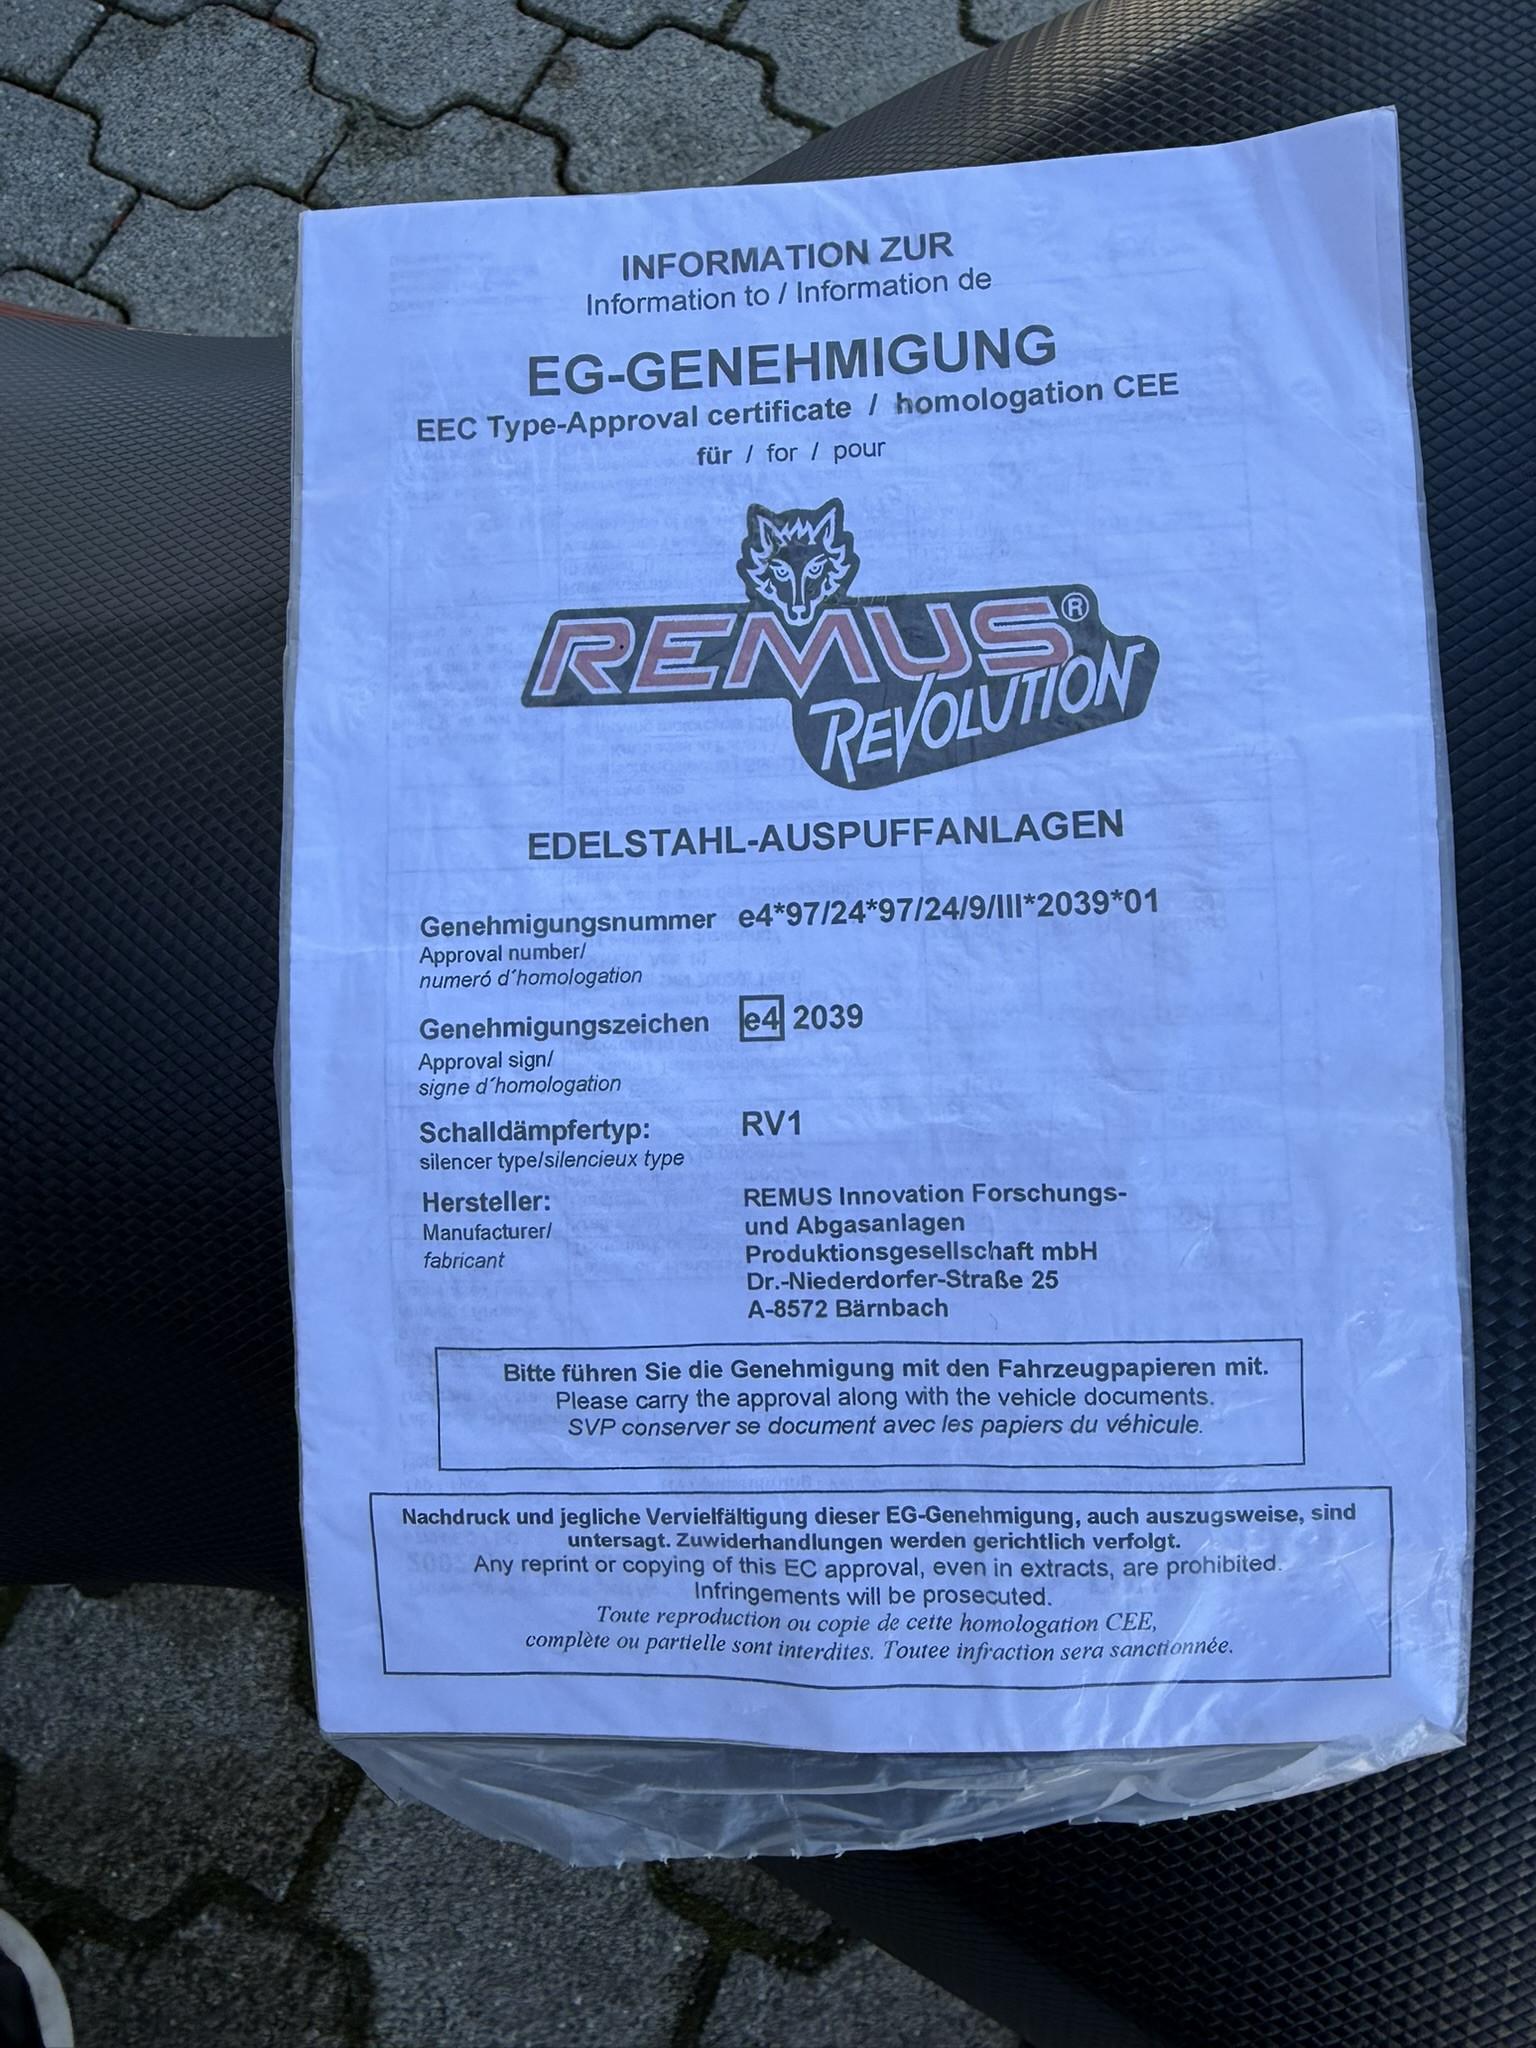 INFORMATION ZUR
Information to / Information de
EG-GENEHMIGUNG
EEC Type-Approval certificate / homologation CEE
für / for / pour
REMUS®
REVOLUTION
EDELSTAHL-AUSPUFFANLAGEN
Genehmigungsnummer e4*97/24*97/24/9/III*2039*01
Approval number/
numeró d´homologation
Genehmigungszeichen e4 2039
Approval sign/
signe d´homologation
Schalldämpfertyp: RV1
silencer type/silencieux type
Hersteller: REMUS Innovation Forschungs-
Manufacturer/ und Abgasanlagen
fabricant Produktionsgesellschaft mbH
Dr.-Niederdorfer-Straße 25
A-8572 Bärnbach
Bitte führen Sie die Genehmigung mit den Fahrzeugpapieren mit.
Please carry the approval along with the vehicle documents.
SVP conserver se document avec les papiers du véhicule.
Nachdruck und jegliche Vervielfältigung dieser EG-Genehmigung, auch auszugsweise, sind
untersagt. Zuwiderhandlungen werden gerichtlich verfolgt.
Any reprint or copying of this EC approval, even in extracts, are prohibited.
Infringements will be prosecuted.
Toute reproduction ou copie de cette homologation CEE,
complète ou partielle sont interdites. Toutee infraction sera sanctionnée.